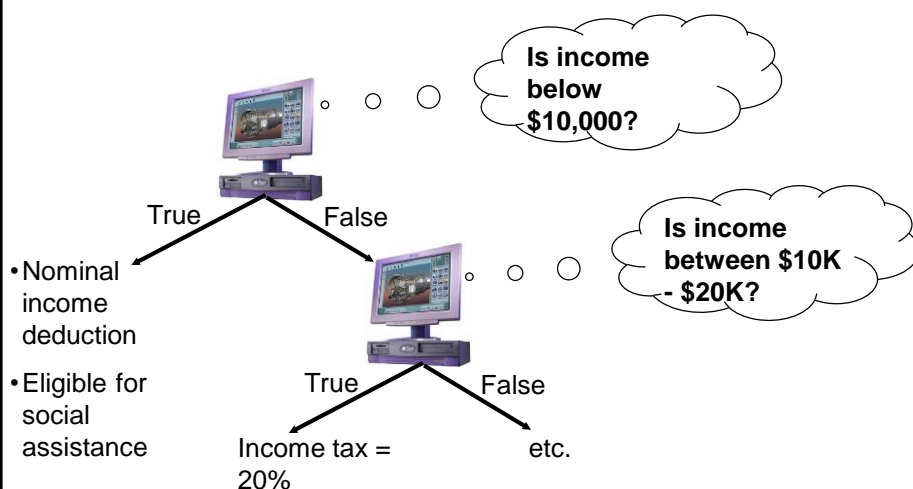 Is income
below
$10,000?
True
False
•Nominal
income
deduction
•Eligible for
social
assistance
Is income
between $10K
- $20K?
True
False
Income tax =
20%
etc.